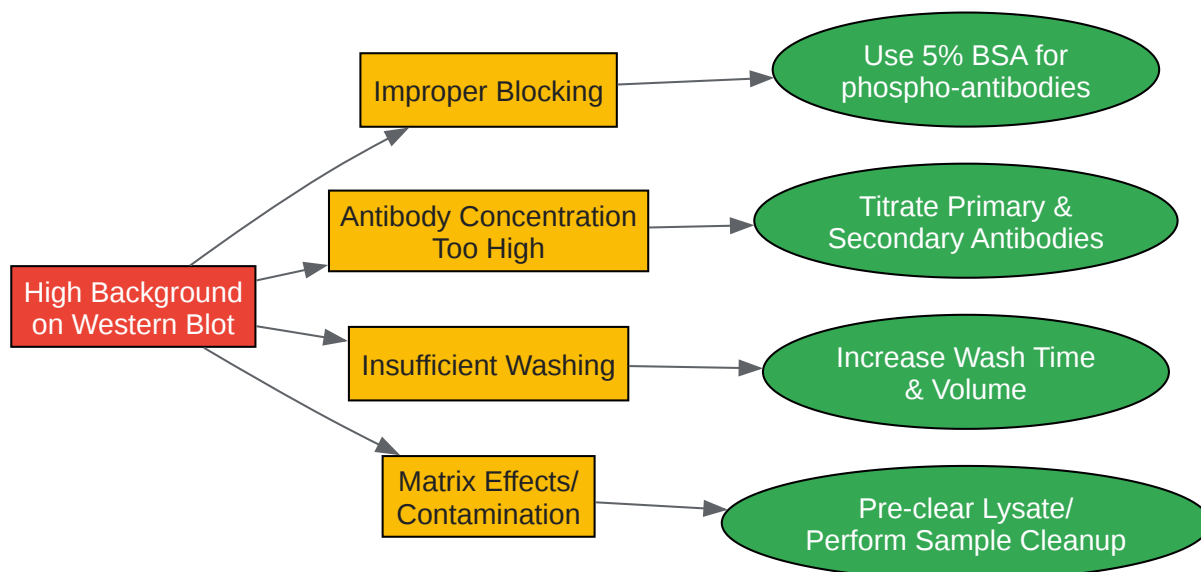 High Background
on Western Blot
Improper Blocking
Use 5% BSA for
phospho-antibodies
Antibody Concentration
Too High
Titrate Primary &
Secondary Antibodies
Insufficient Washing
Increase Wash Time
& Volume
Matrix Effects/
Contamination
Pre-clear Lysate/
Perform Sample Cleanup